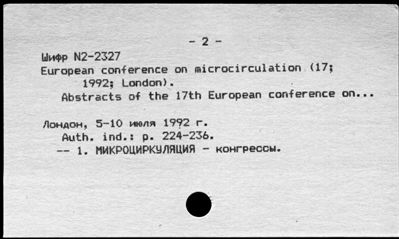 - 2 -
Шифр N2-2327
European conference on microcirculation (17;
1992; London).
Abstracts of the 17th European conference on...
Лондон, 5-10 июля 1992 г.
Auth. ind.: p. 224-236.
-- 1. МИКРОЦИРКУЛЯЦИЯ - конгрессы.